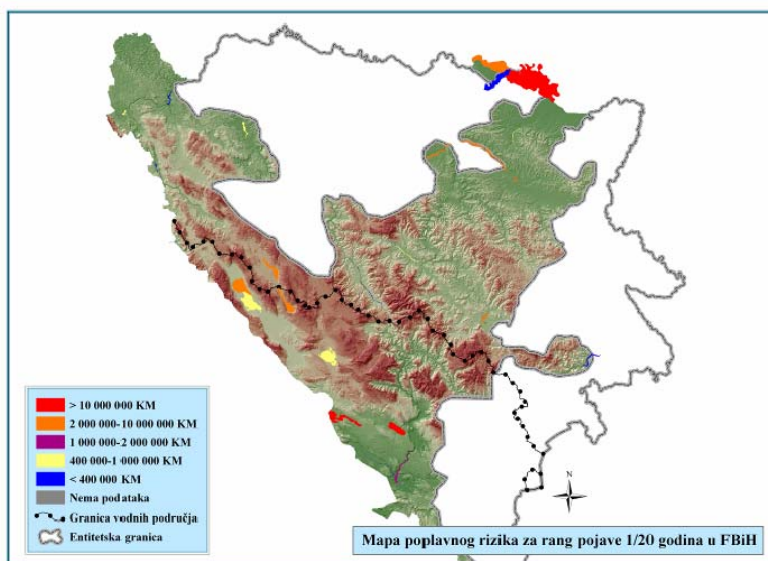 N
> 10 000 000 KM
2 000 000-10 000 000 KM
1 000 000-2 000 000 KM
400 000-1 000 000 KM
< 400 000 KM
Nema podataka
Granica vodnih područja
Entitetska granica
Mapa poplavnog rizika za rang pojave 1/20 godina u FBiH